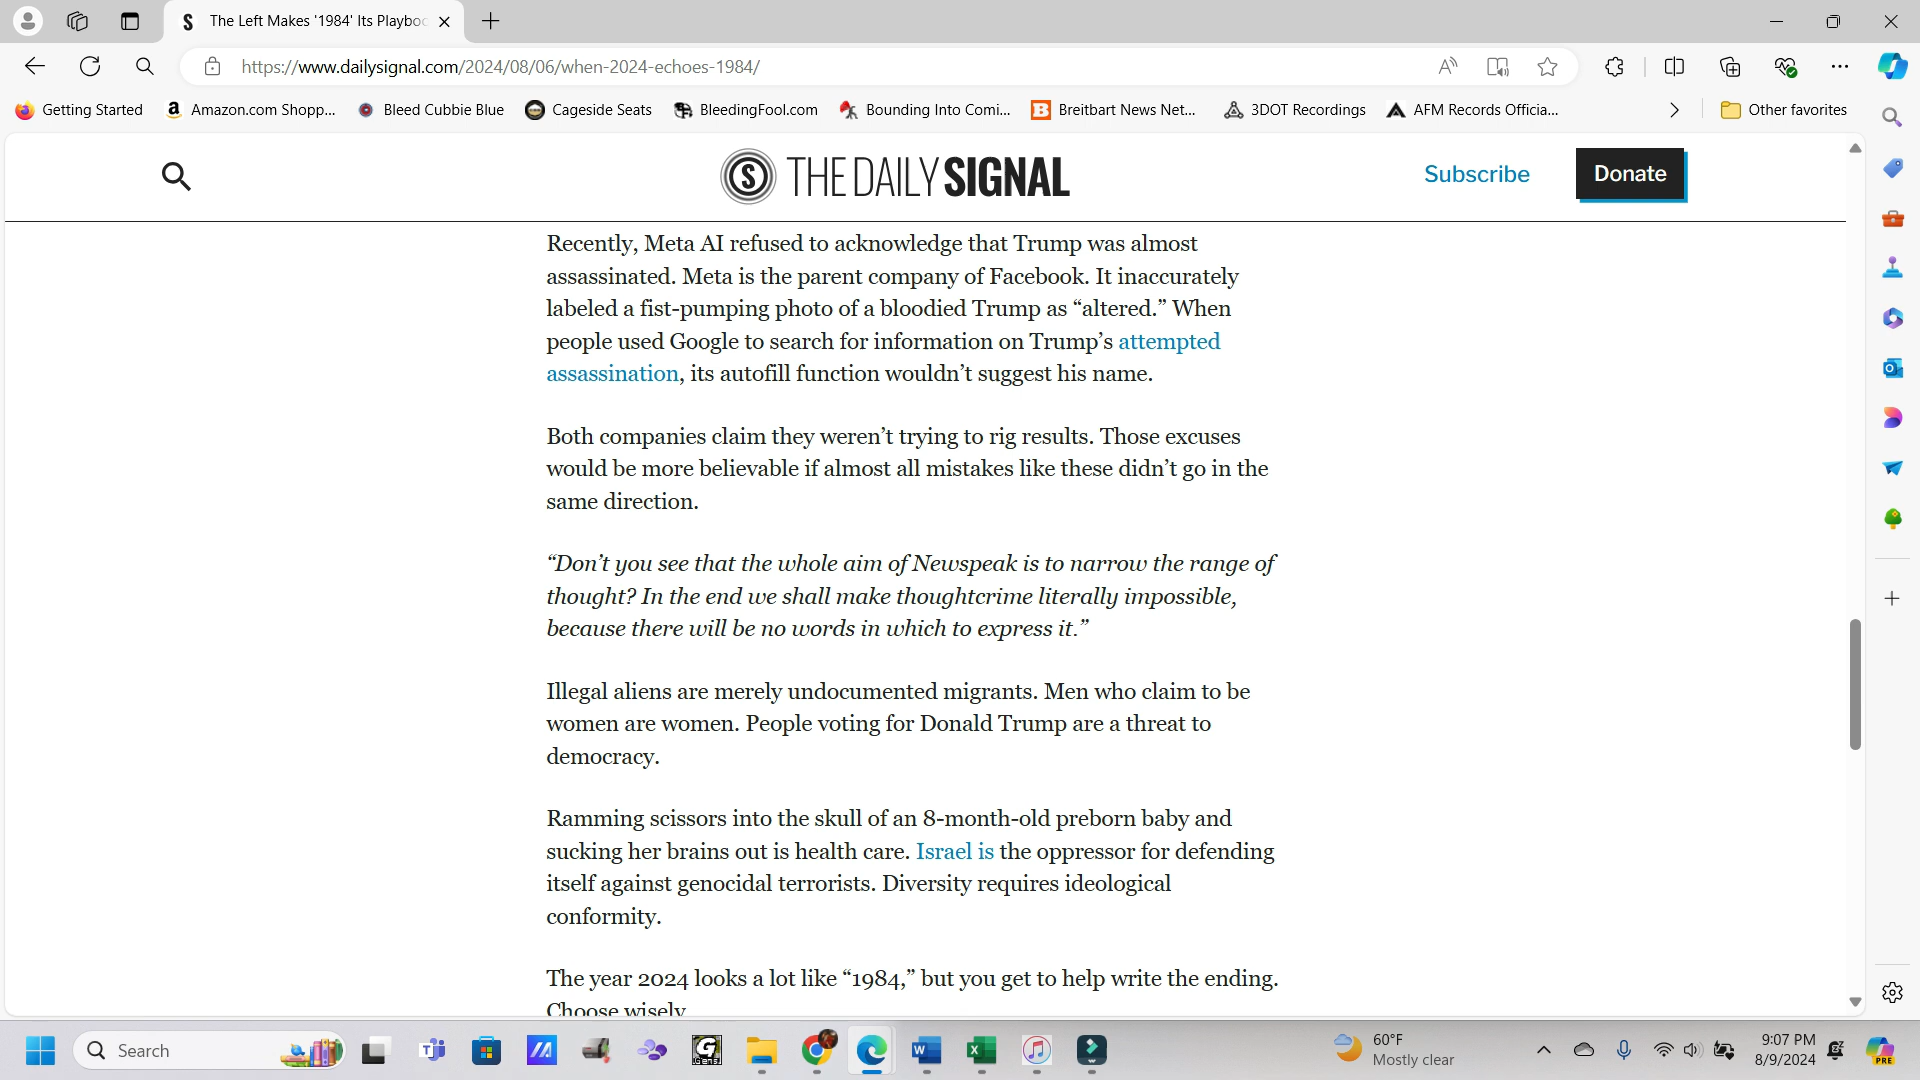 The Left Makes '1984' Its Playboo
https://www.dailysignal.com/2024/08/06/when-2024-echoes-1984/
Getting Started
Amazon.com Shopp...
Bleed Cubbie Blue
Cageside Seats
BleedingFool.com
Bounding Into Comi...
Breitbart News Net...
3DOT Recordings
AFM Records Officia...
Other favorites
THE DAILY SIGNAL
Subscribe
Donate
Recently, Meta AI refused to acknowledge that Trump was almost
assassinated. Meta is the parent company of Facebook. It inaccurately
labeled a fist-pumping photo of a bloodied Trump as “altered.” When
people used Google to search for information on Trump’s attempted
assassination, its autofill function wouldn’t suggest his name.
Both companies claim they weren’t trying to rig results. Those excuses
would be more believable if almost all mistakes like these didn’t go in the
same direction.
“Don’t you see that the whole aim of Newspeak is to narrow the range of
thought? In the end we shall make thoughtcrime literally impossible,
because there will be no words in which to express it.”
Illegal aliens are merely undocumented migrants. Men who claim to be
women are women. People voting for Donald Trump are a threat to
democracy.
Ramming scissors into the skull of an 8-month-old preborn baby and
sucking her brains out is health care. Israel is the oppressor for defending
itself against genocidal terrorists. Diversity requires ideological
conformity.
The year 2024 looks a lot like “1984,” but you get to help write the ending.
Choose wisely
Search
60°F
Mostly clear
9:07 PM
8/9/2024